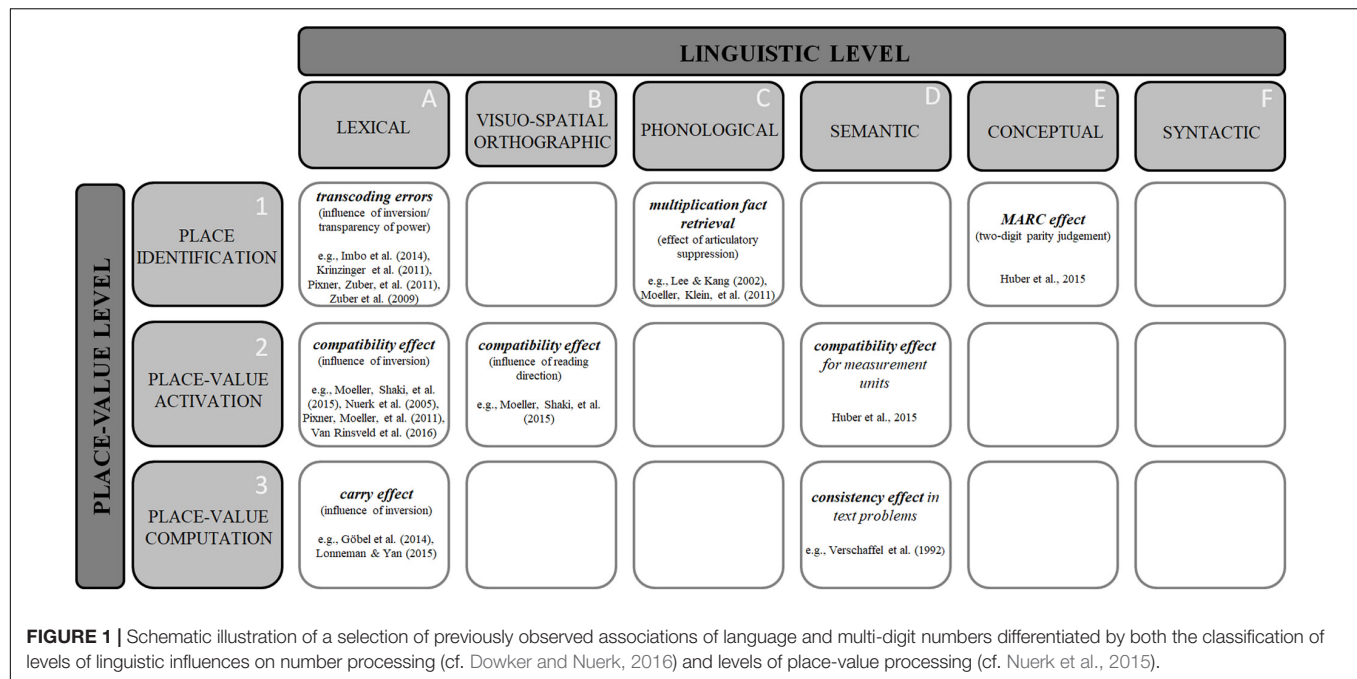 LINGUISTIC LEVEL
A
LEXICAL
B
VISUO-SPATIAL
ORTHOGRAPHIC
C
PHONOLOGICAL
D
SEMANTIC
E
CONCEPTUAL
F
SYNTACTIC
PLACE-VALUE LEVEL
1
PLACE
IDENTIFICATION
transcoding errors
(influence of inversion/
transparency of power)
e.g., Imbo et al. (2014),
Krinzinger et al. (2011),
Pixner, Zuber, et al. (2011),
Zuber et al. (2009)
multiplication fact
retrieval
(effect of articulatory
suppression)
e.g., Lee & Kang (2002),
Moeller, Klein, et al. (2011)
MARC effect
(two-digit parity judgement)
Huber et al., 2015
2
PLACE-VALUE
ACTIVATION
compatibility effect
(influence of inversion)
e.g., Moeller, Shaki, et al.
(2015), Nuerk et al. (2005),
Pixner, Moeller, et al. (2011),
Van Rinsveld et al. (2016)
compatibility effect
(influence of reading
direction)
e.g., Moeller, Shaki, et al.
(2015)
compatibility effect
for measurement
units
Huber et al., 2015
3
PLACE-VALUE
COMPUTATION
carry effect
(influence of inversion)
e.g., Göbel et al. (2014),
Lonneman & Yan (2015)
consistency effect in
text problems
e.g., Verschaffel et al. (1992)
FIGURE 1 | Schematic illustration of a selection of previously observed associations of language and multi-digit numbers differentiated by both the classification of
levels of linguistic influences on number processing (cf. Dowker and Nuerk, 2016) and levels of place-value processing (cf. Nuerk et al., 2015).